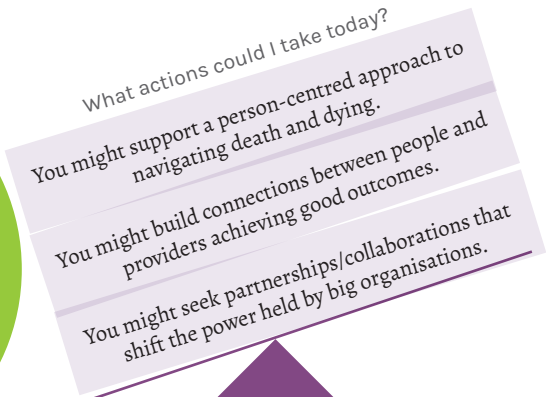 What actions could I take today?
You might support a person-centred approach to
navigating death and dying.
You might build connections between people and
providers achieving good outcomes.
You might seek partnerships/collaborations that
shift the power held by big organisations.